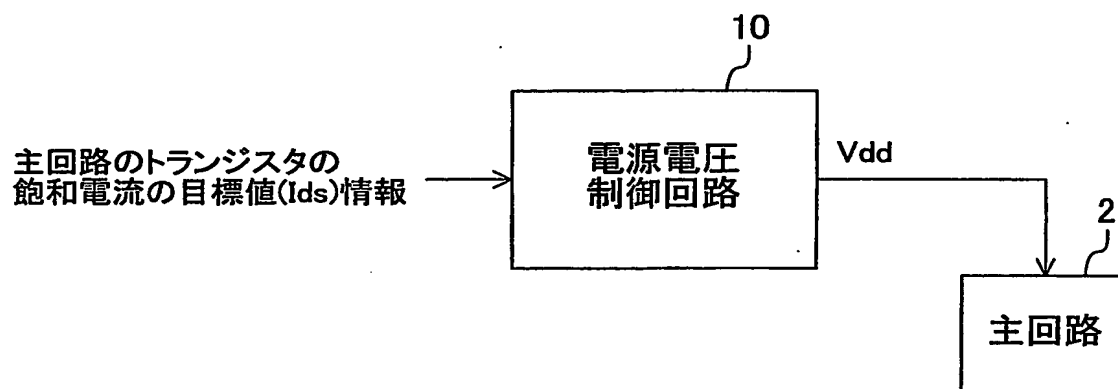 10
主回路のトランジスタの
飽和電流の目標値(Ids)情報
電源電圧
制御回路
Vdd
2
主回路